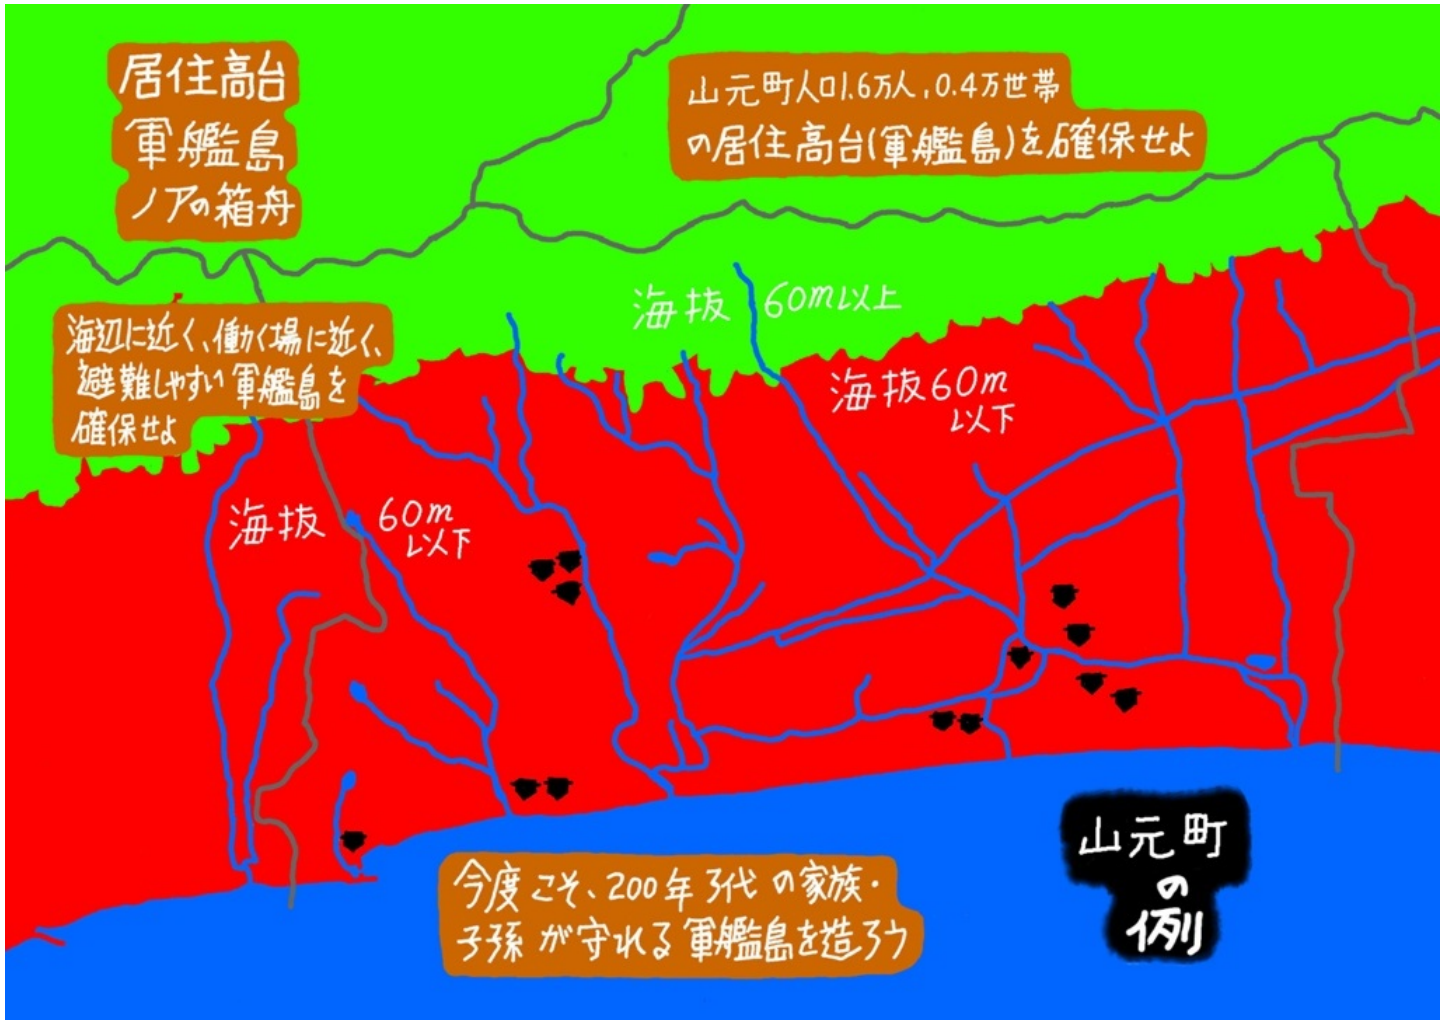 居住高台
軍艦島
ノアの箱舟
山元町人口1.6万人,0.4万世帯
の居住高台(軍艦島)を確保せよ
海抜 60m以上
海辺に近く、働く場に近く、
避難しやすい軍艦島を
確保せよ
海抜60m
以下
海抜 60m
以下
山元町
の
例
今度こそ、200年3代の家族・
子孫が守れる軍艦島を造ろう